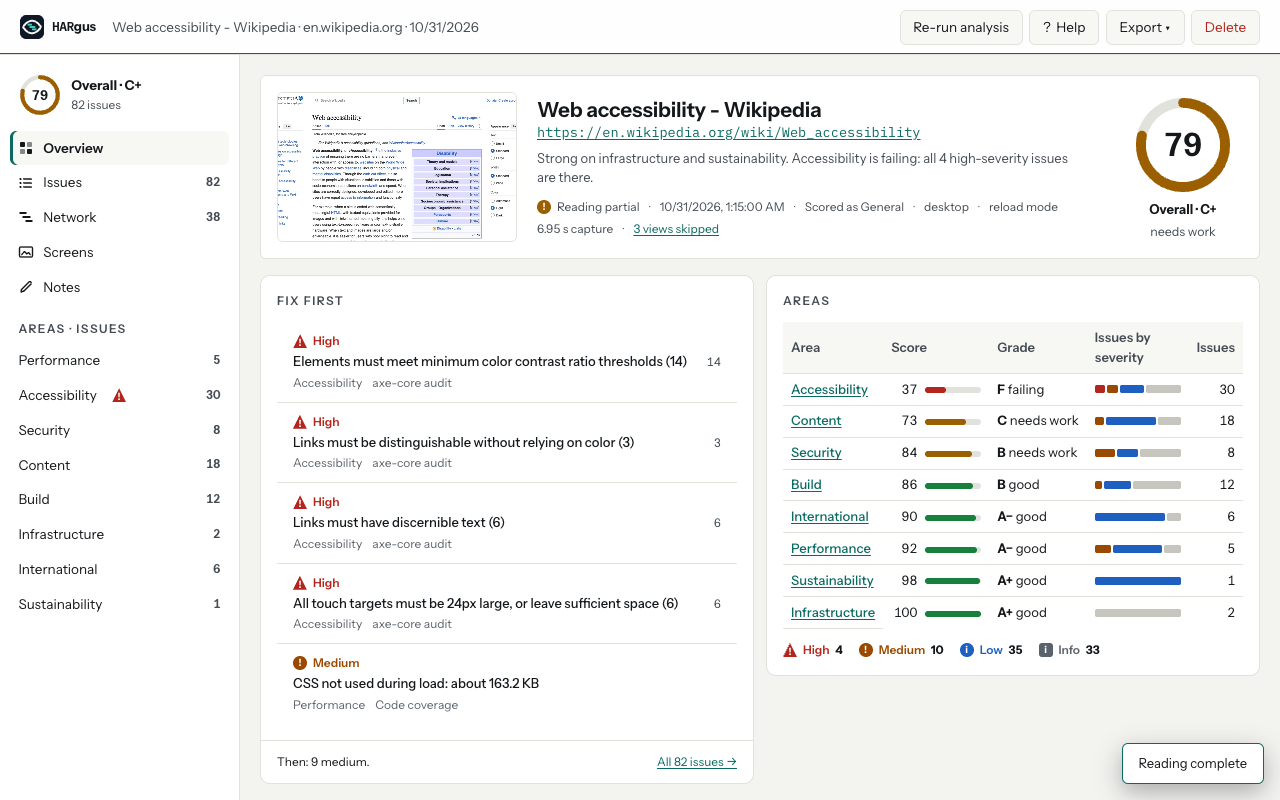 HARgus
Web accessibility - Wikipedia · en.wikipedia.org · 10/31/2026
Re-run analysis
? Help
Export ▾
Delete
79
Overall · C+
82 issues
Overview
Issues 82
Network 38
Screens
Notes
AREAS · ISSUES
Performance 5
Accessibility 30
Security 8
Content 18
Build 12
Infrastructure 2
International 6
Sustainability 1
Web accessibility
Search
Disability
Web accessibility - Wikipedia
https://en.wikipedia.org/wiki/Web_accessibility
Strong on infrastructure and sustainability. Accessibility is failing: all 4 high-severity issues
are there.
Reading partial · 10/31/2026, 1:15:00 AM · Scored as General · desktop · reload mode
6.95 s capture · 3 views skipped
79
Overall · C+
needs work
FIX FIRST
High
Elements must meet minimum color contrast ratio thresholds (14) 14
Accessibility axe-core audit
High
Links must be distinguishable without relying on color (3) 3
Accessibility axe-core audit
High
Links must have discernible text (6) 6
Accessibility axe-core audit
High
All touch targets must be 24px large, or leave sufficient space (6) 6
Accessibility axe-core audit
Medium
CSS not used during load: about 163.2 KB
Performance Code coverage
Then: 9 medium.
All 82 issues →
AREAS
Area Score Grade Issues by severity Issues
Accessibility 37 F failing 30
Content 73 C needs work 18
Security 84 B needs work 8
Build 86 B good 12
International 90 A− good 6
Performance 92 A− good 5
Sustainability 98 A+ good 1
Infrastructure 100 A+ good 2
High 4 Medium 10 Low 35 Info 33
Reading complete